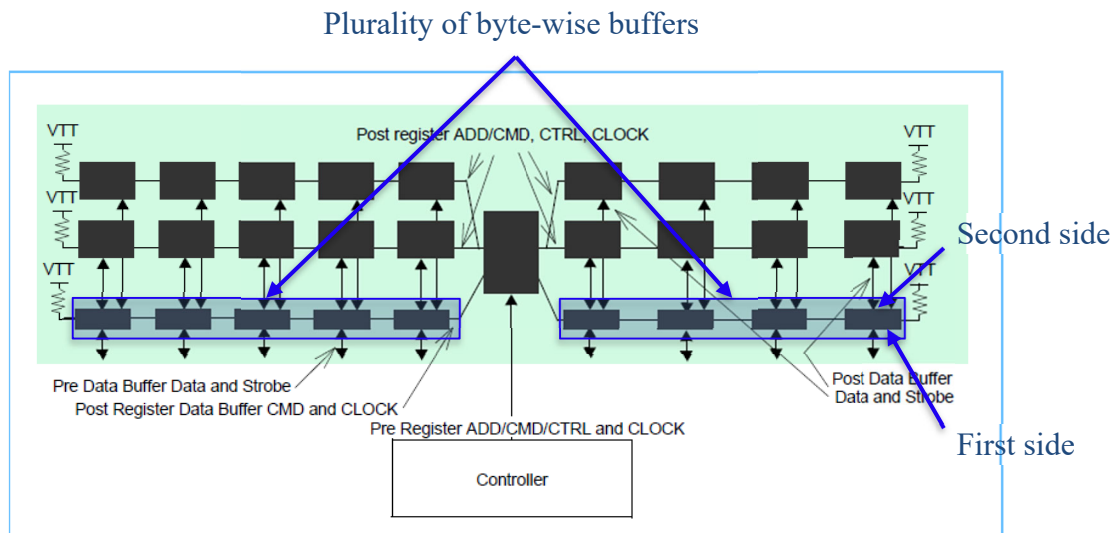 Plurality of byte-wise buffers
VTT
Post register ADD/CMD, CTRL, CLOCK
VTT
VTT
VTT
Second side
VTT
VTT
Pre Data Buffer Data and Strobe
Post Register Data Buffer CMD and CLOCK
Post Data Buffer
Data and Strobe
Pre Register ADD/CMD/CTRL and CLOCK
First side
Controller